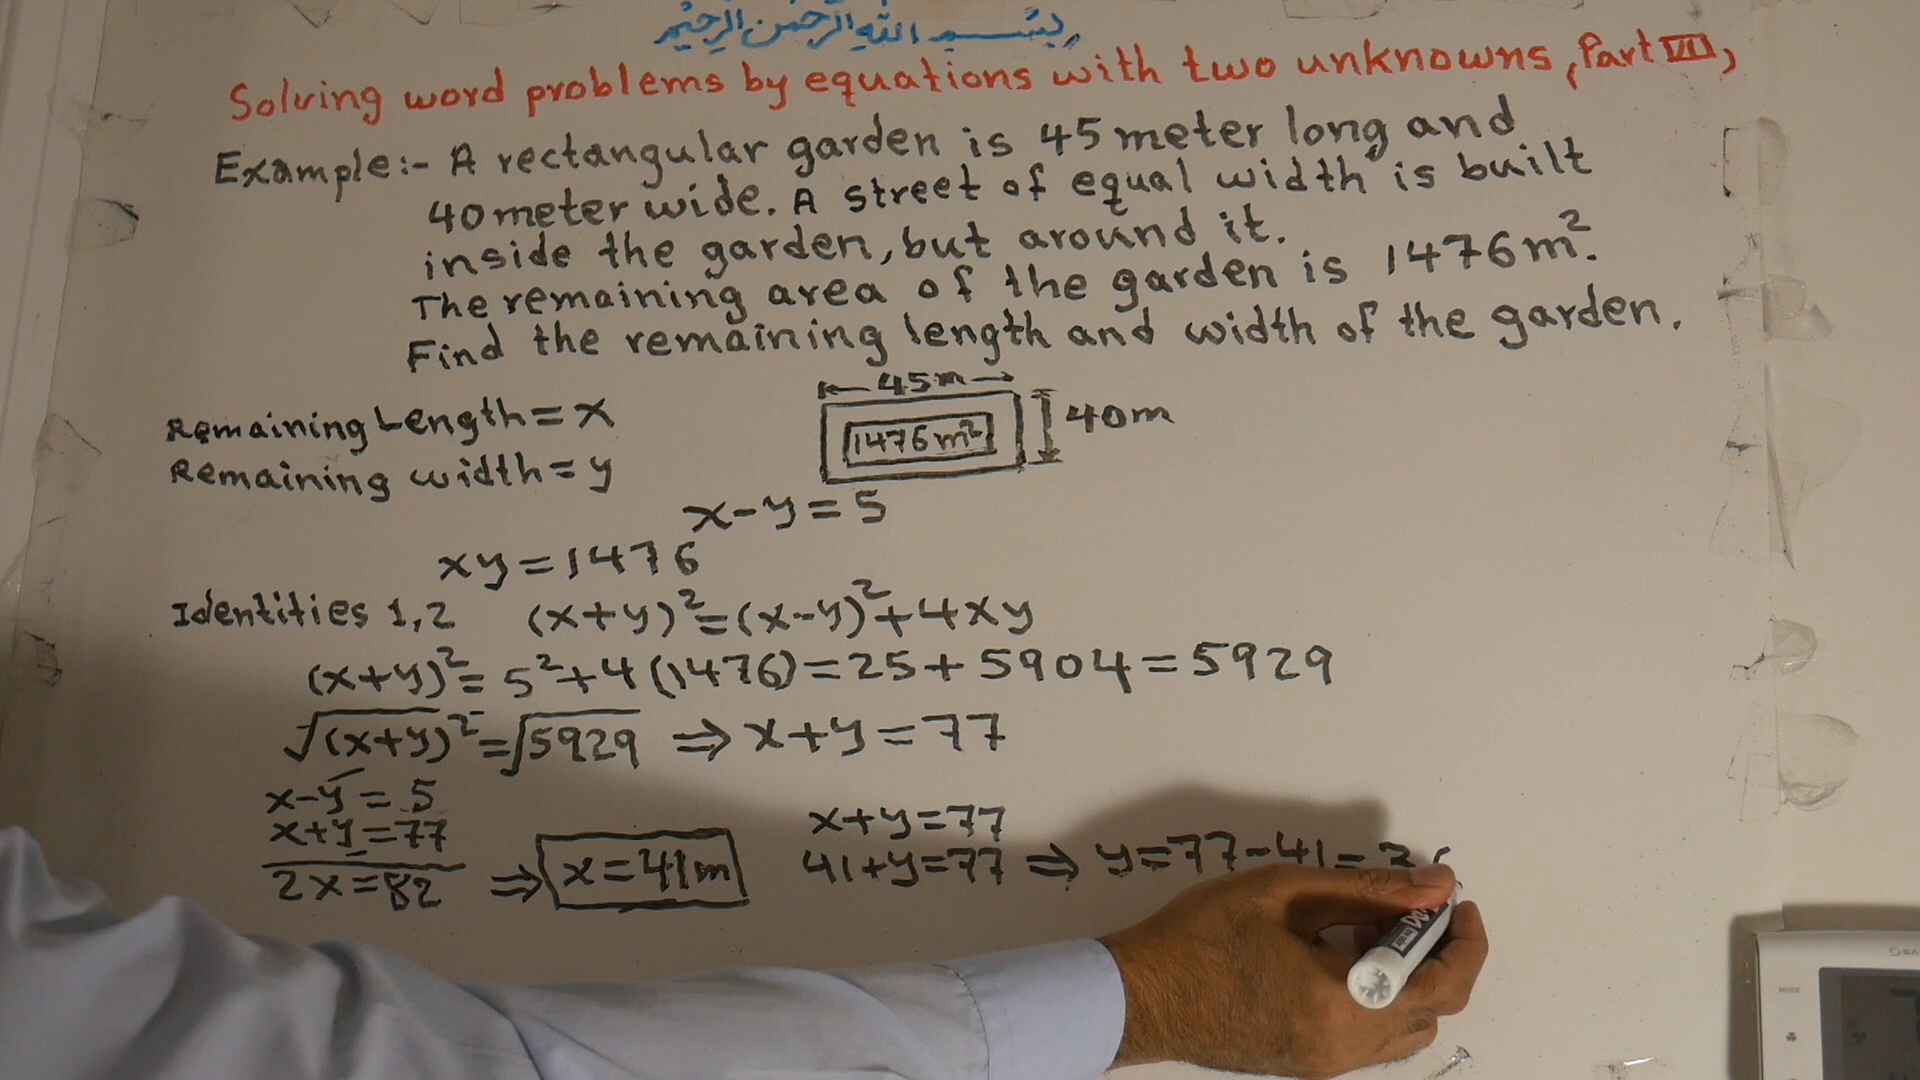 بِسْمِ اللهِ الرَّحْمٰنِ الرَّحِيْمِ
Solving word problems by equations with two unknowns, Part VII,
Example:- A rectangular garden is 45 meter long and
40 meter wide. A street of equal width is built
inside the garden, but around it.
The remaining area of the garden is 1476 m².
Find the remaining length and width of the garden.
45m
Remaining Length = x
1476 m²
40m
Remaining width = y
x-y=5
xy=1476
Identities 1,2 (x+y)²=(x-y)²+4xy
(x+y)²=5²+4(1476)=25+5904=5929
√(x+y)²=√5929 ⇒ x+y=77
x-y=5
x+y=77
2x=82 ⇒ x=41m
x+y=77
41+y=77 ⇒ y=77-41=3
MODE